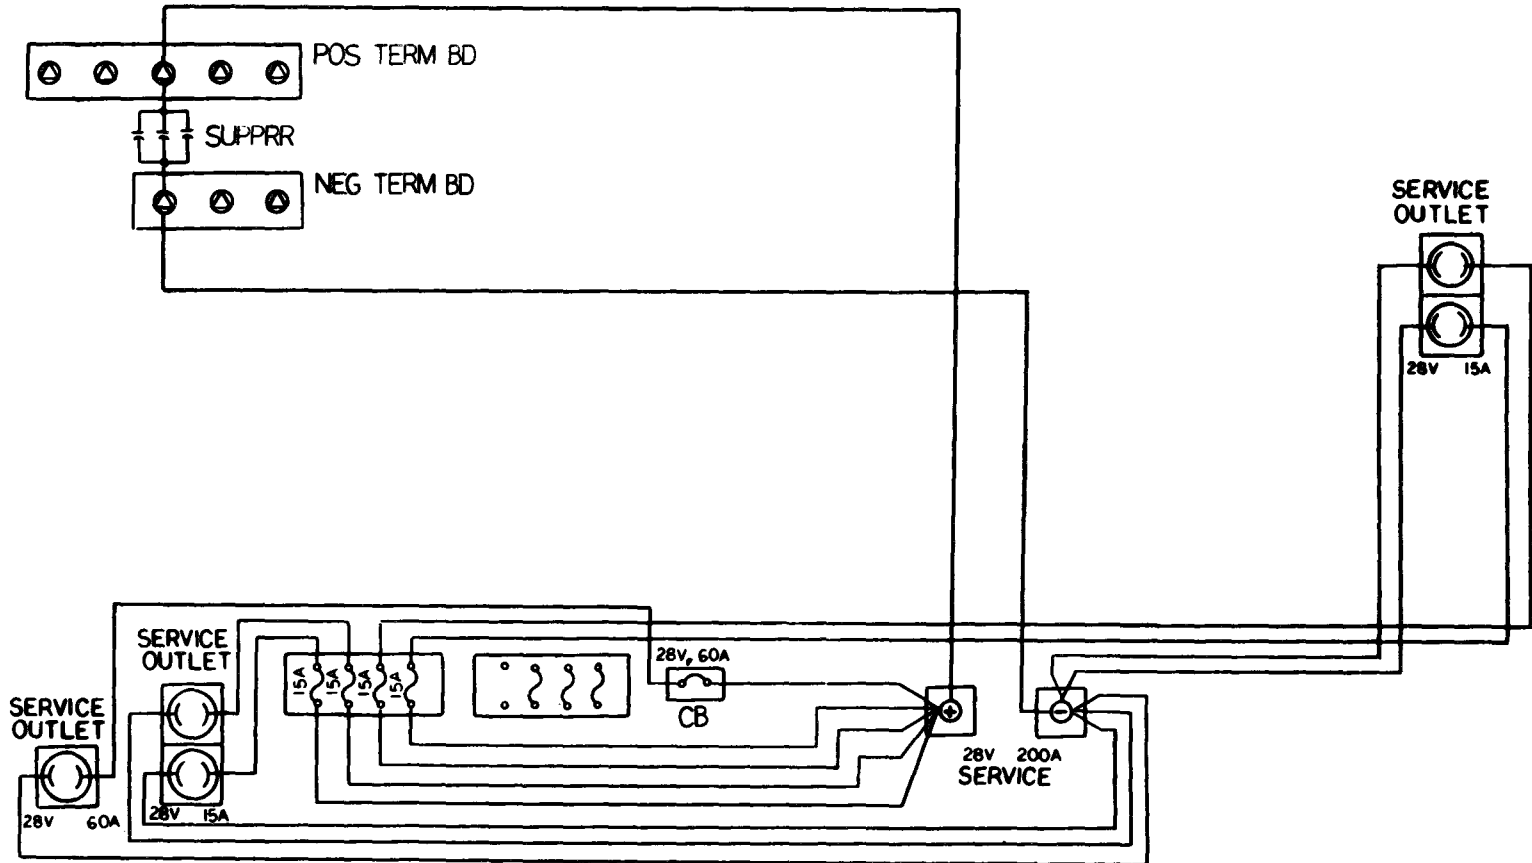 POS TERM BD
SUPPRR
NEG TERM BD
SERVICE
OUTLET
28V 15A
SERVICE
OUTLET
15A 15A 15A 15A
28V, 60A
CB
SERVICE
OUTLET
28V 60A
28V 15A
+
−
28V 200A
SERVICE